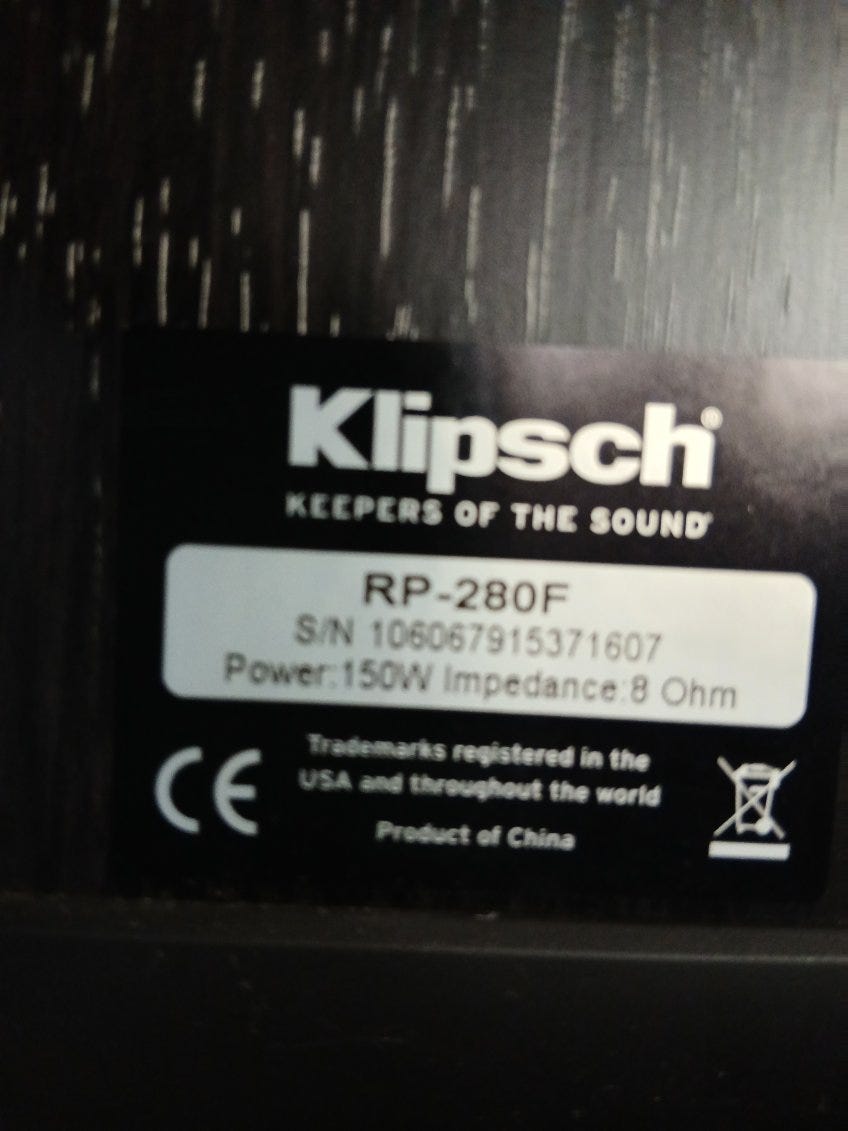 Klipsch®
KEEPERS OF THE SOUND®
RP-280F
S/N 106067915371607
Power:150W Impedance:8 Ohm
Trademarks registered in the
USA and throughout the world
Product of China
CE